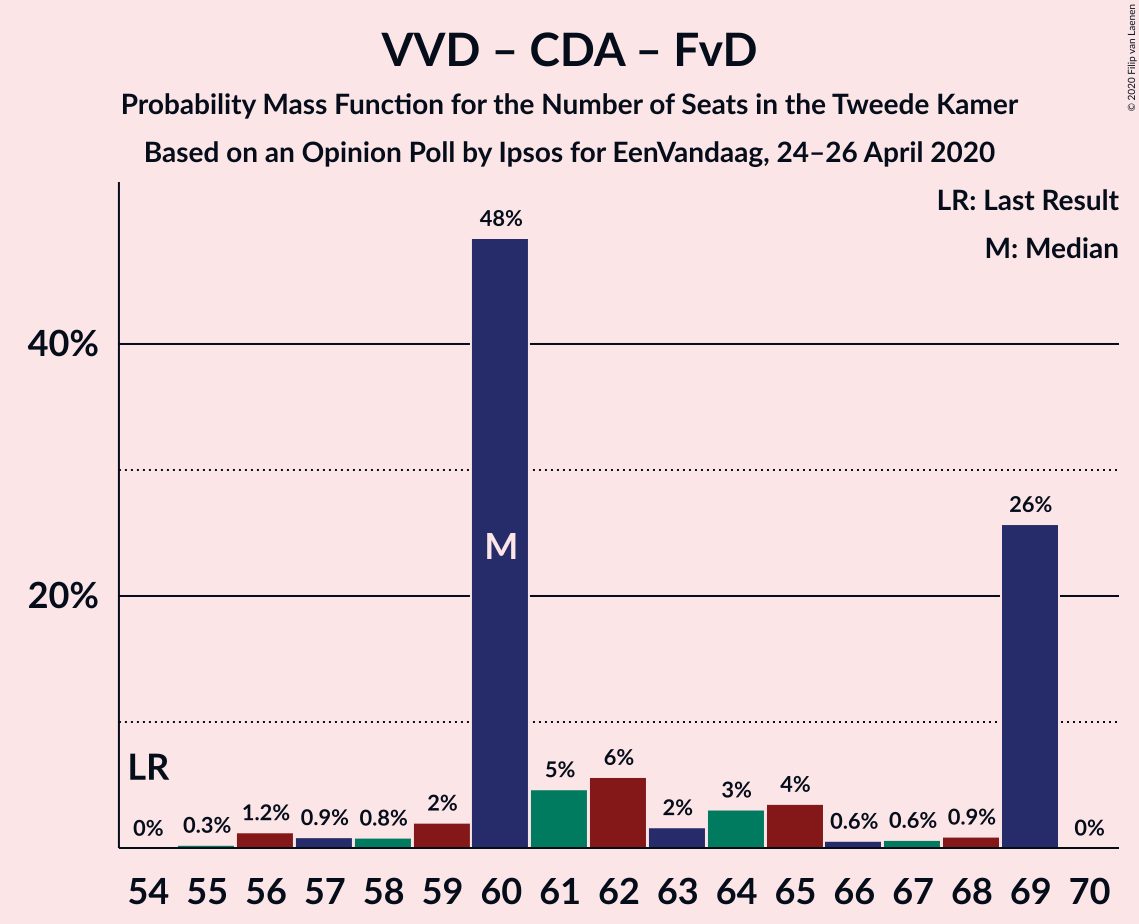 VVD – CDA – FvD
Probability Mass Function for the Number of Seats in the Tweede Kamer
Based on an Opinion Poll by Ipsos for EenVandaag, 24–26 April 2020
© 2020 Filip van Laenen
LR: Last Result
M: Median
48%
40%
26%
M
20%
LR
0% 0.3% 1.2% 0.9% 0.8% 2% 5% 6% 2% 3% 4% 0.6% 0.6% 0.9% 0%
54 55 56 57 58 59 60 61 62 63 64 65 66 67 68 69 70